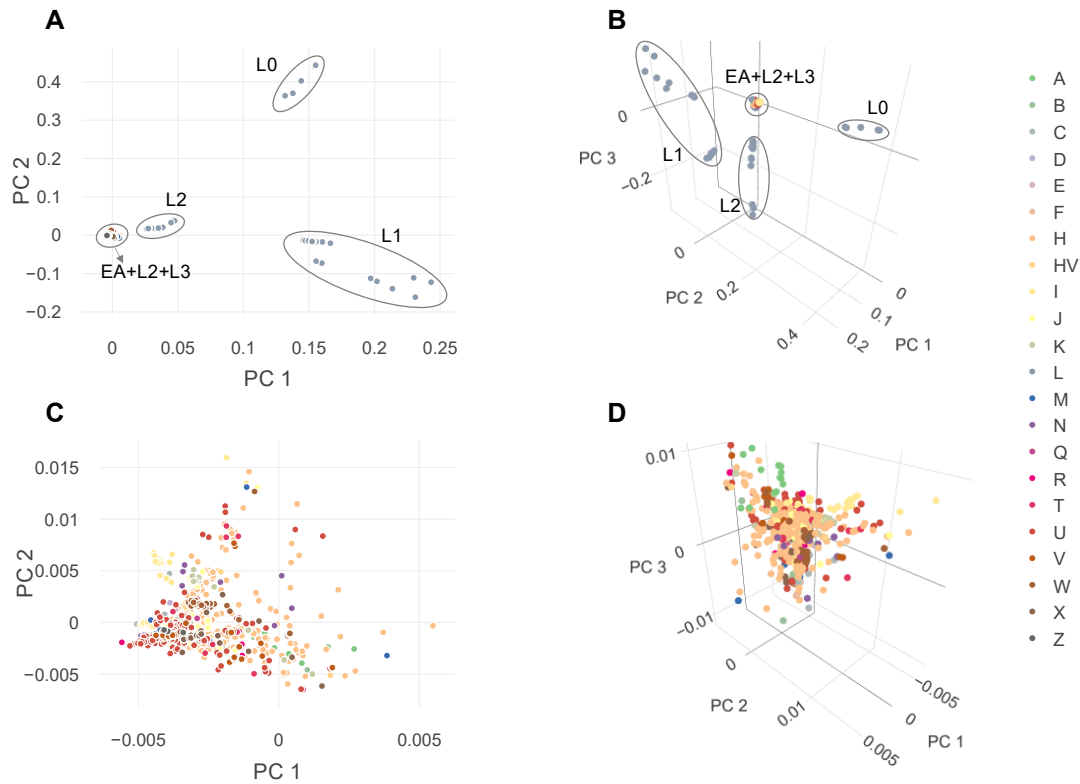 A
0.4
0.3
0.2
0.1
0
−0.1
−0.2
PC 2
L0
L2
L1
EA+L2+L3
0
0.05
0.1
0.15
0.2
0.25
PC 1
B
EA+L2+L3
L0
L1
L2
0
PC 3
−0.2
0
PC 2
0.2
0.4
0
0.1
0.2
PC 1
C
0.015
0.01
0.005
0
−0.005
PC 2
−0.005
0
0.005
PC 1
D
0.01
0
PC 3
−0.01
0
PC 2
0.01
−0.005
0
0.005
PC 1
A
B
C
D
E
F
H
HV
I
J
K
L
M
N
Q
R
T
U
V
W
X
Z